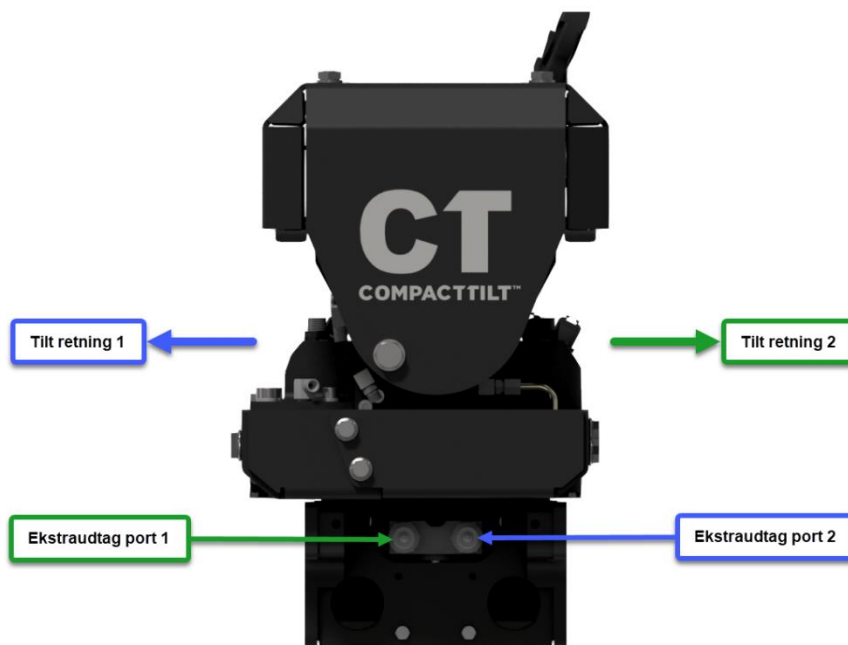 CT
COMPACTTILT™
Tilt retning 1
Tilt retning 2
Ekstraudtag port 1
Ekstraudtag port 2